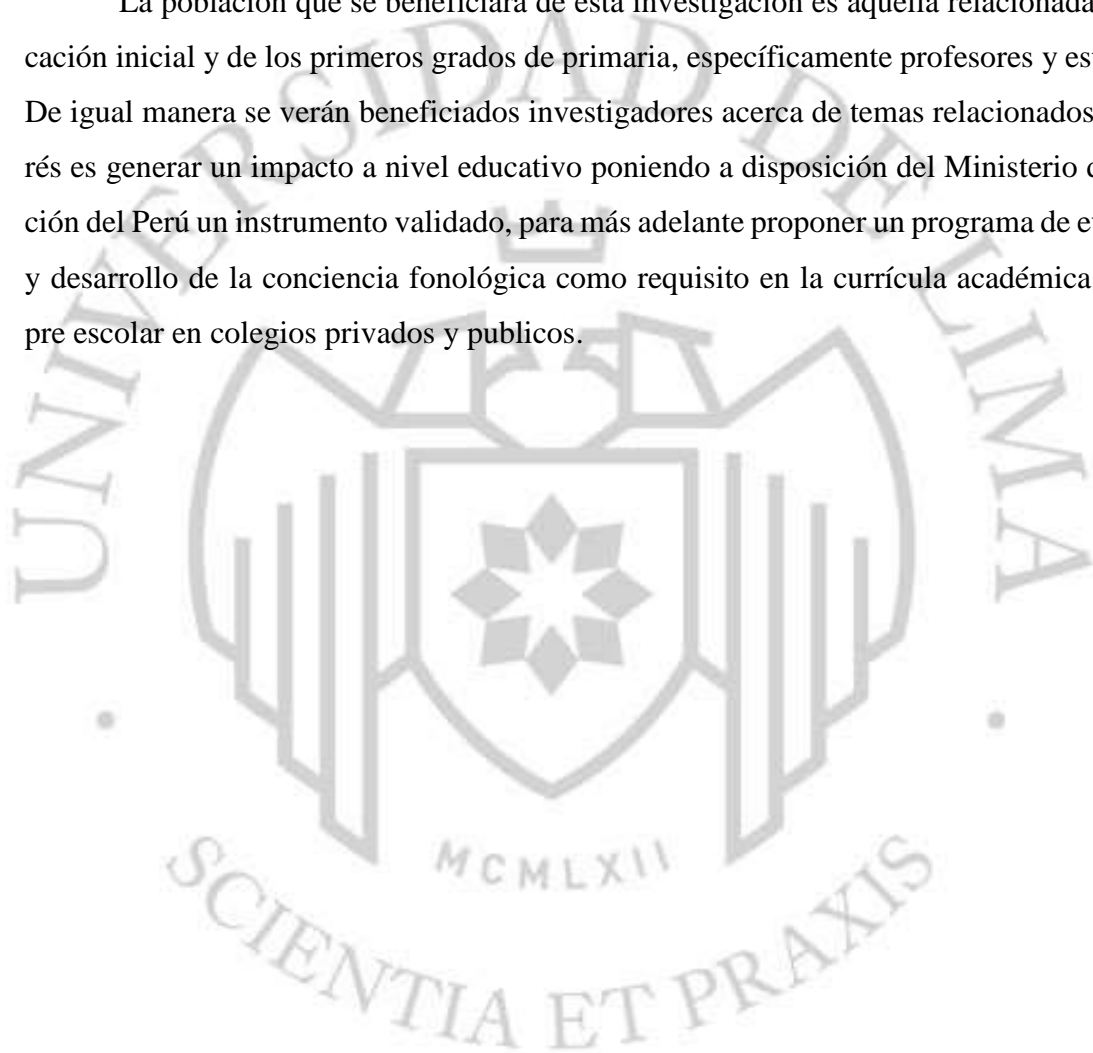 La población que se beneficiará de esta investigación es aquella relacionada
cación inicial y de los primeros grados de primaria, específicamente profesores y es
De igual manera se verán beneficiados investigadores acerca de temas relacionados
rés es generar un impacto a nivel educativo poniendo a disposición del Ministerio
ción del Perú un instrumento validado, para más adelante proponer un programa de e
y desarrollo de la conciencia fonológica como requisito en la currícula académica
pre escolar en colegios privados y publicos.
UNIVERSIDAD DE LIMA
MCMLXII
SCIENTIA ET PRAXIS